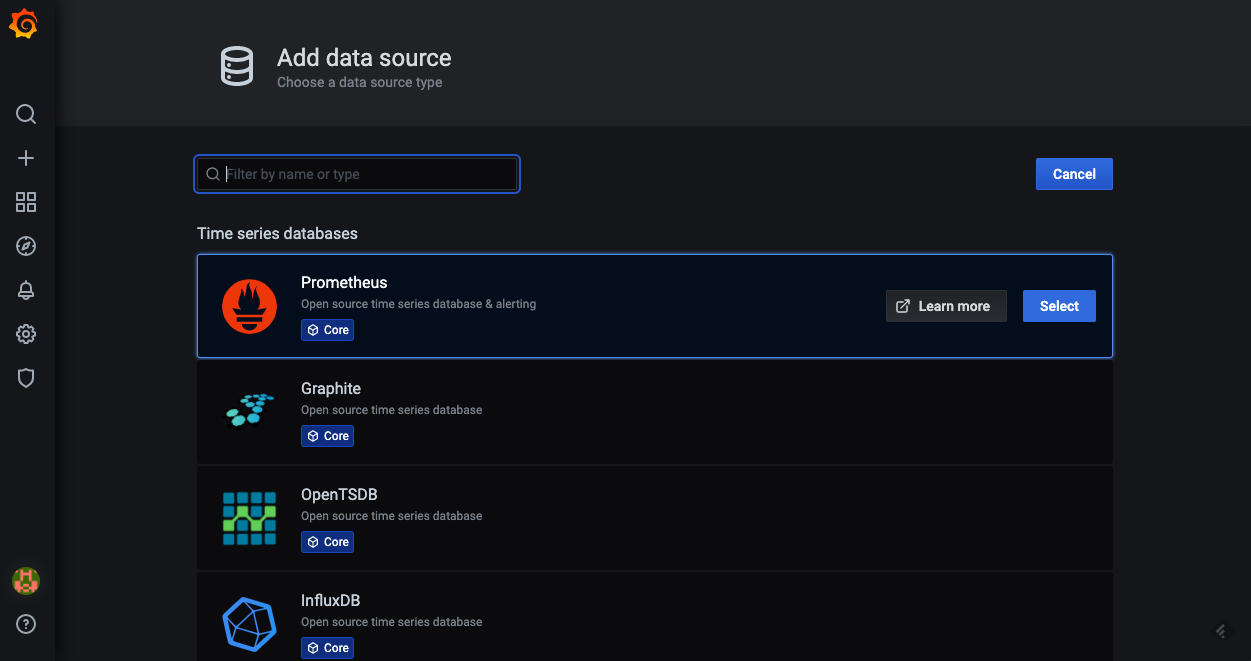 Add data source
Choose a data source type
Filter by name or type
Cancel
Time series databases
Prometheus
Open source time series database & alerting
Core
Learn more
Select
Graphite
Open source time series database
Core
OpenTSDB
Open source time series database
Core
InfluxDB
Open source time series database
Core